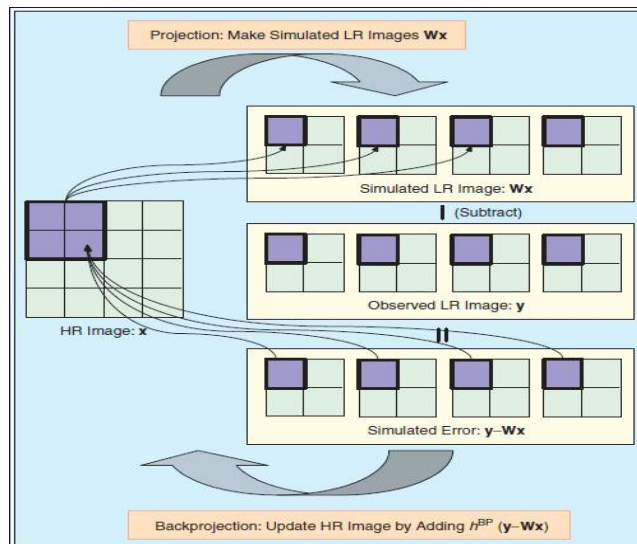 Projection: Make Simulated LR Images Wx
Simulated LR Image: Wx
(Subtract)
Observed LR Image: y
HR Image: x
Simulated Error: y–Wx
Backprojection: Update HR Image by Adding hᴮᴾ (y–Wx)